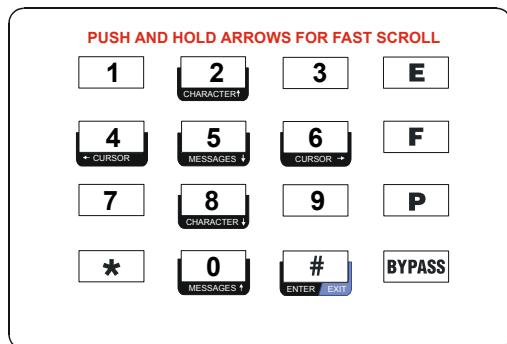 PUSH AND HOLD ARROWS FOR FAST SCROLL
1 2 3 E
CHARACTER↑
4 5 6 F
← CURSOR MESSAGES ↓ CURSOR →
7 8 9 P
CHARACTER ↓
* 0 # BYPASS
MESSAGES ↑ ENTER EXIT